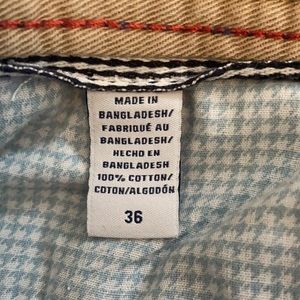 MADE IN
BANGLADESH/
FABRIQUÉ AU
BANGLADESH/
HECHO EN
BANGLADESH
100% COTTON/
COTON/ALGODÓN
36